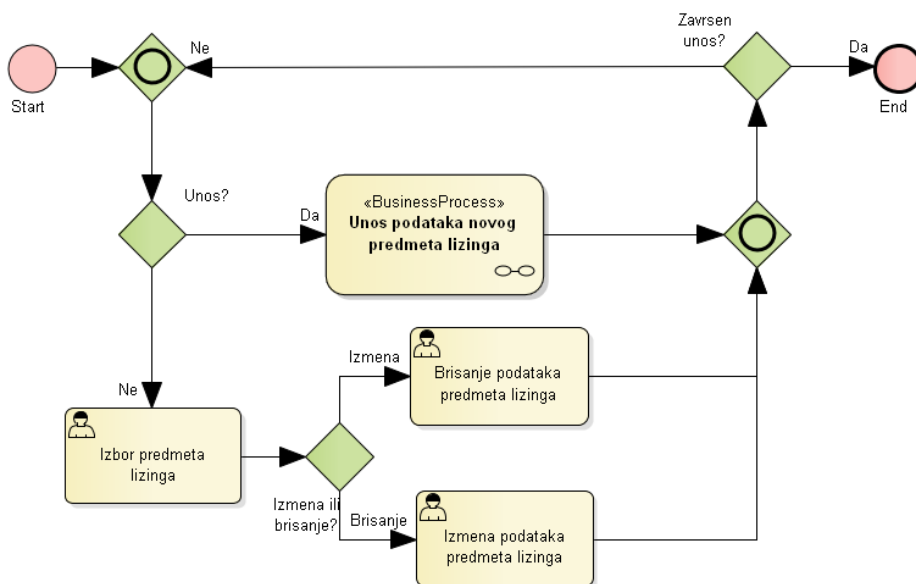 Zavrsen
unos?
Ne
Da
Start
End
Unos?
«BusinessProcess»
Unos podataka novog
predmeta lizinga
Da
Izmena
Brisanje podataka
predmeta lizinga
Ne
Izbor predmeta
lizinga
Izmena ili
brisanje?
Brisanje
Izmena podataka
predmeta lizinga